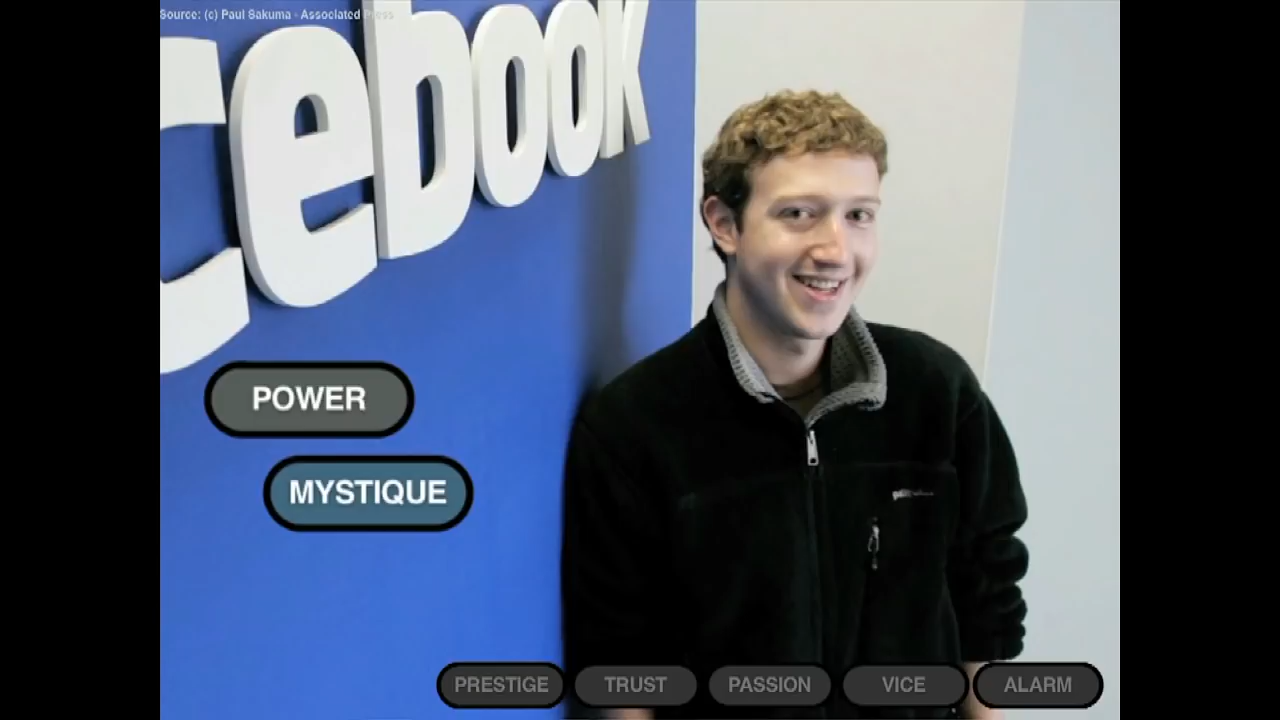 Source: (c) Paul Sakuma - Associated Press
cebook
POWER
MYSTIQUE
PRESTIGE
TRUST
PASSION
VICE
ALARM